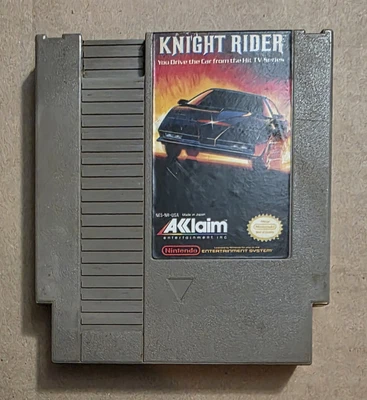 KNIGHT RIDER
You Drive the Car from the Hit TV Series
NES-NR-USA Made in Japan
AKklaim
entertainment inc.
Nintendo ENTERTAINMENT SYSTEM